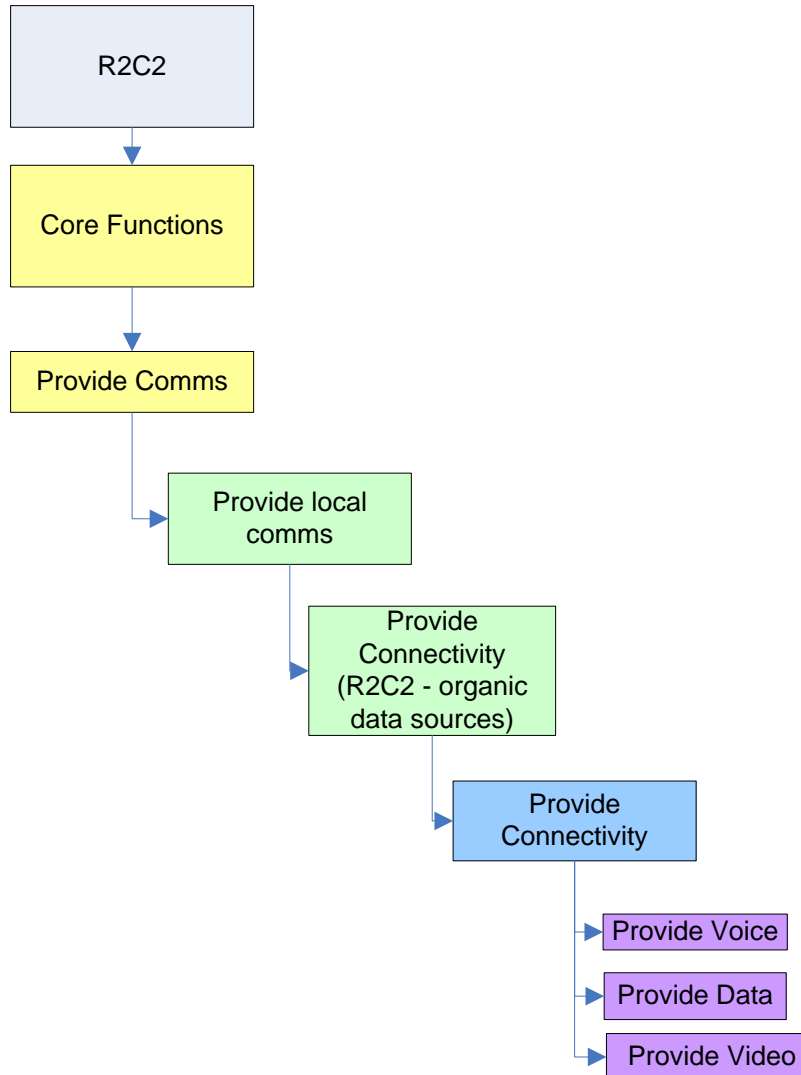 R2C2
Core Functions
Provide Comms
Provide local
comms
Provide
Connectivity
(R2C2 - organic
data sources)
Provide
Connectivity
Provide Voice
Provide Data
Provide Video